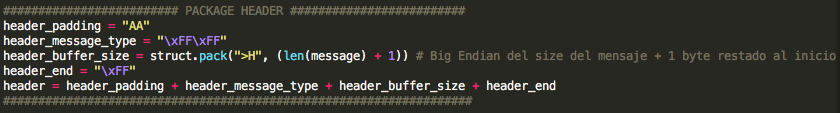 ######################### PACKAGE HEADER #########################
header_padding = "AA"
header_message_type = "\xFF\xFF"
header_buffer_size = struct.pack(">H", (len(message) + 1)) # Big Endian del size del mensaje + 1 byte restado al inicio
header_end = "\xFF"
header = header_padding + header_message_type + header_buffer_size + header_end
###################################################################